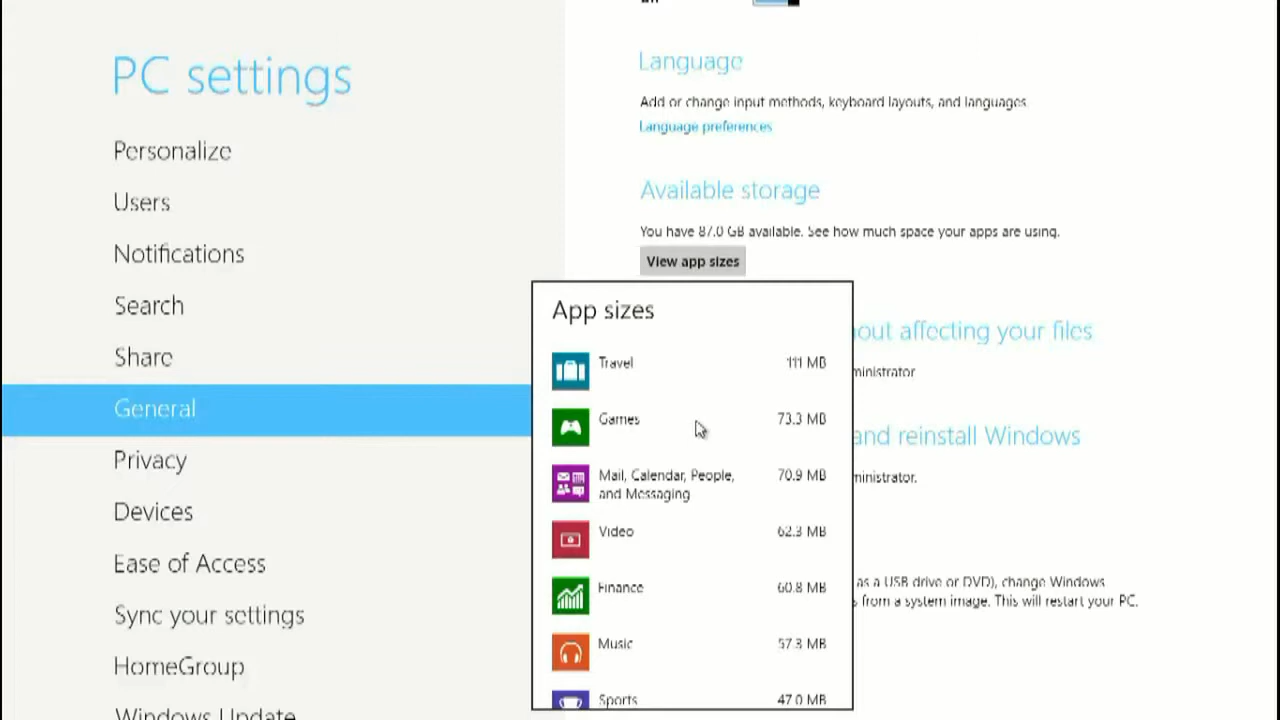 PC settings
Personalize
Users
Notifications
Search
Share
General
Privacy
Devices
Ease of Access
Sync your settings
HomeGroup
Windows Update
Language
Add or change input methods, keyboard layouts, and languages
Language preferences
Available storage
You have 87.0 GB available. See how much space your apps are using.
View app sizes
App sizes
Travel 111 MB
Games 73.3 MB
Mail, Calendar, People, 70.9 MB
and Messaging
Video 62.3 MB
Finance 60.8 MB
Music 57.3 MB
Sports 47.0 MB
out affecting your files
ministrator
and reinstall Windows
ministrator.
as a USB drive or DVD), change Windows
from a system image. This will restart your PC.